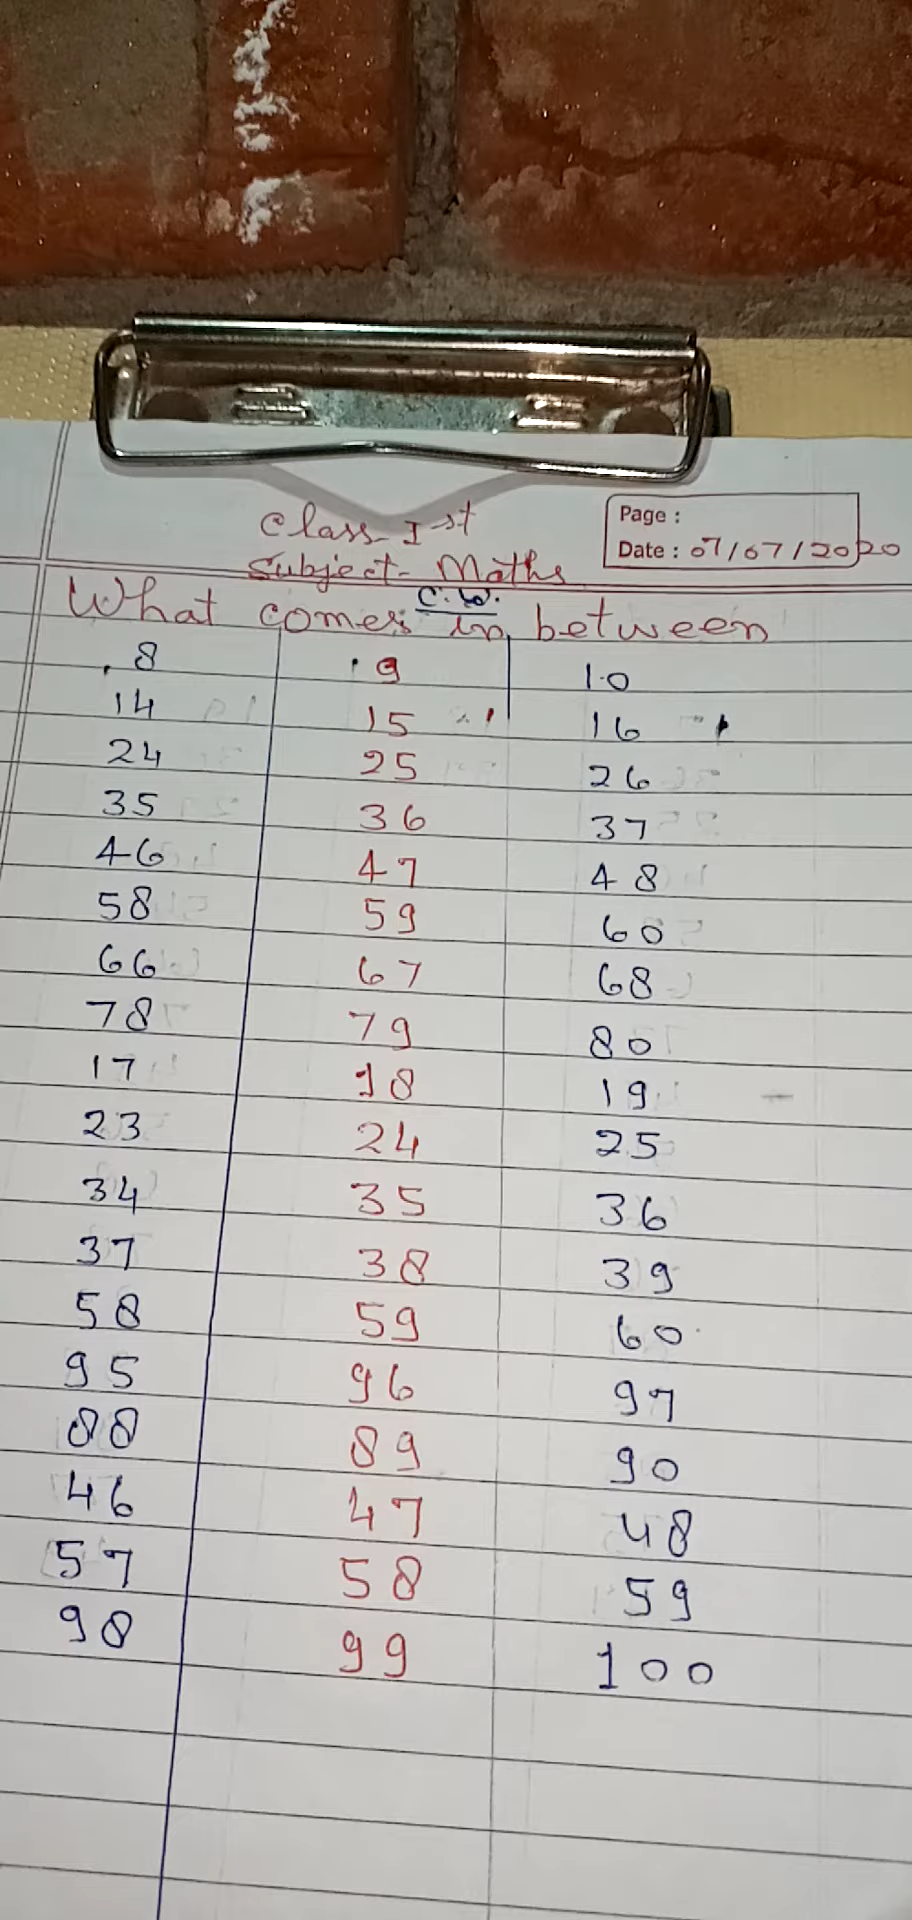 Class Ist
Page :
Subject- Maths
Date : 07/07/2020
C.W.
What comes in between
8 9 10
14 15 16
24 25 26
35 36 37
46 47 48
58 59 60
66 67 68
78 79 80
17 18 19
23 24 25
34 35 36
37 38 39
58 59 60
95 96 97
88 89 90
46 47 48
57 58 59
98 99 100